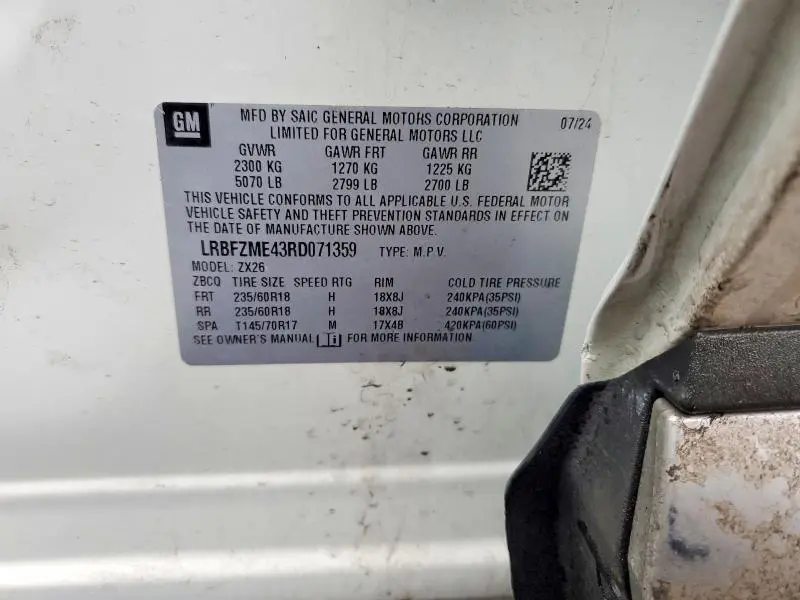 GM
MFD BY SAIC GENERAL MOTORS CORPORATION 07/24
LIMITED FOR GENERAL MOTORS LLC
GVWR GAWR FRT GAWR RR
2300 KG 1270 KG 1225 KG
5070 LB 2799 LB 2700 LB
THIS VEHICLE CONFORMS TO ALL APPLICABLE U.S. FEDERAL MOTOR
VEHICLE SAFETY AND THEFT PREVENTION STANDARDS IN EFFECT ON
THE DATE OF MANUFACTURE SHOWN ABOVE.
LRBFZME43RD071359 TYPE: M.P.V.
MODEL: ZX26
ZBCQ TIRE SIZE SPEED RTG RIM COLD TIRE PRESSURE
FRT 235/60R18 H 18X8J 240KPA(35PSI)
RR 235/60R18 H 18X8J 240KPA(35PSI)
SPA T145/70R17 M 17X4B 420KPA(60PSI)
SEE OWNER'S MANUAL FOR MORE INFORMATION